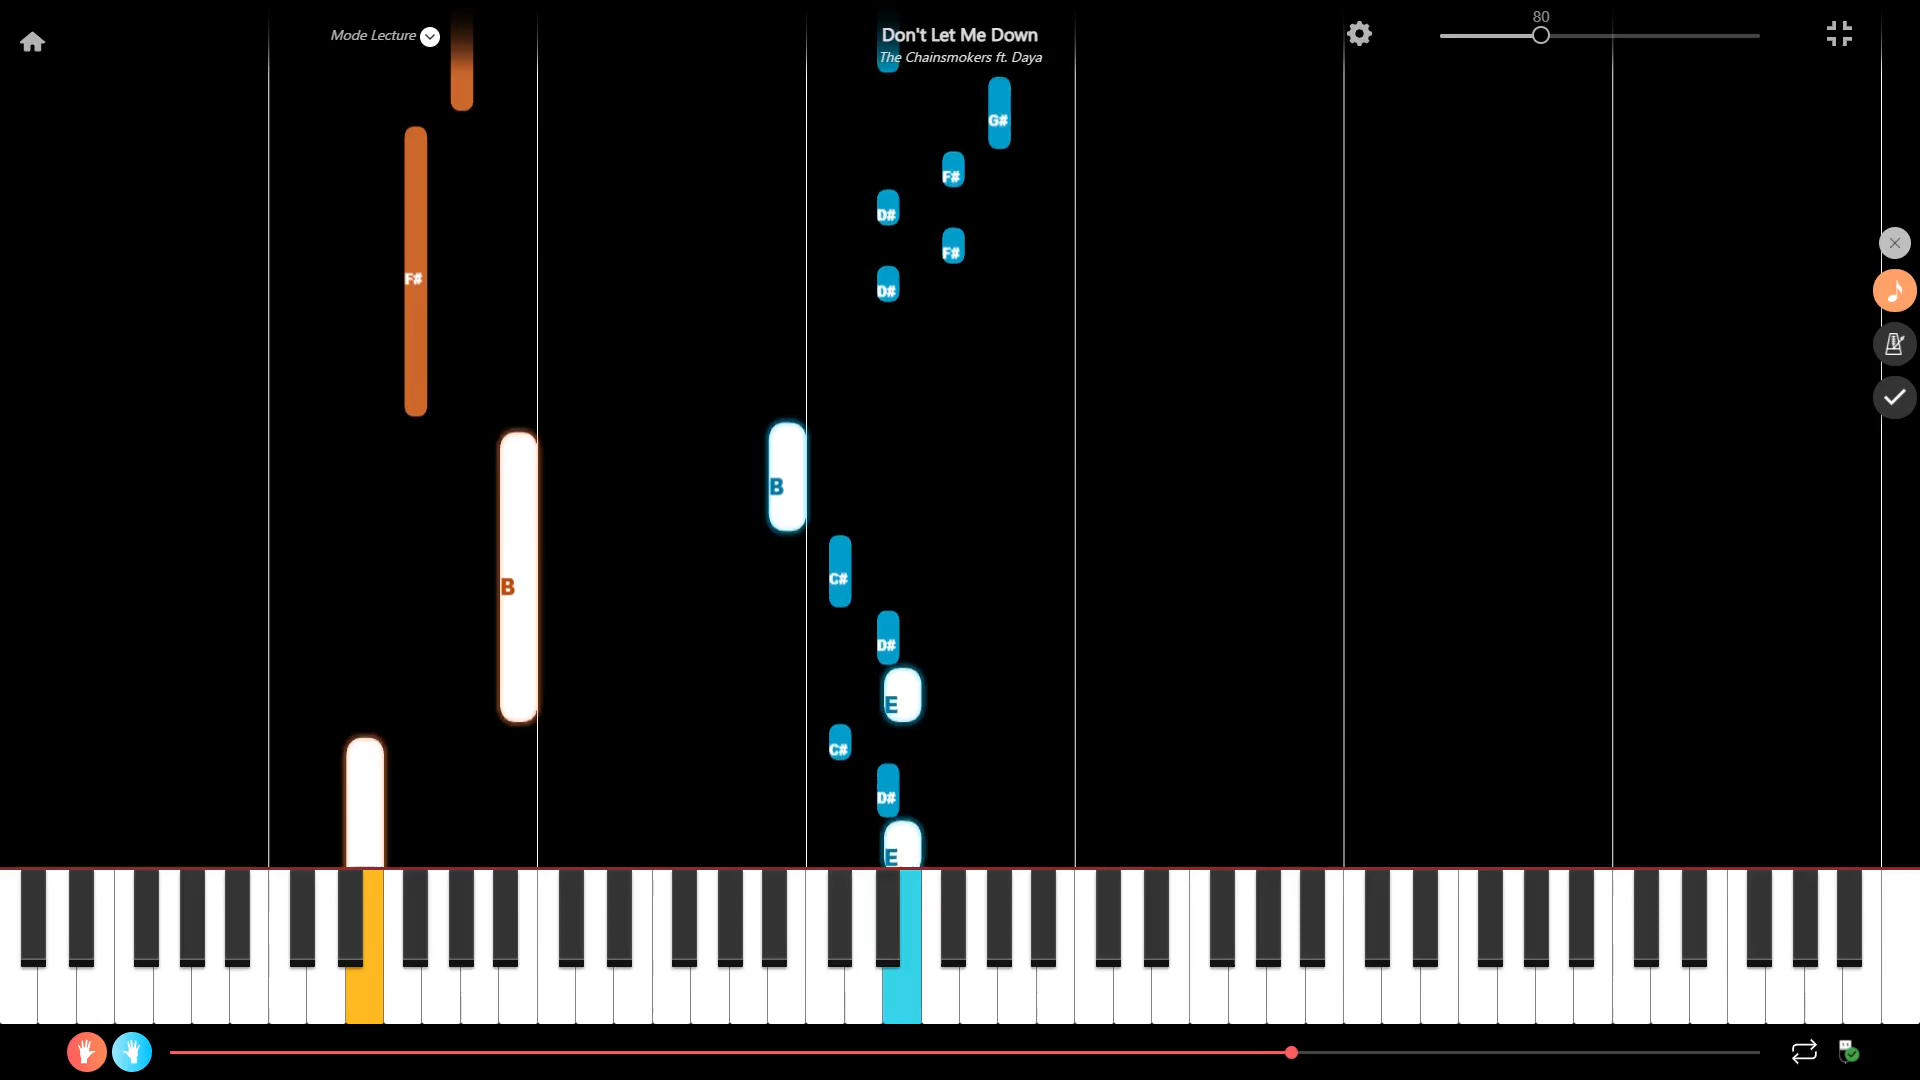 Mode Lecture
Don't Let Me Down
The Chainsmokers ft. Daya
80
G#
F#
D#
F#
F#
D#
B
C#
B
D#
E
C#
D#
E